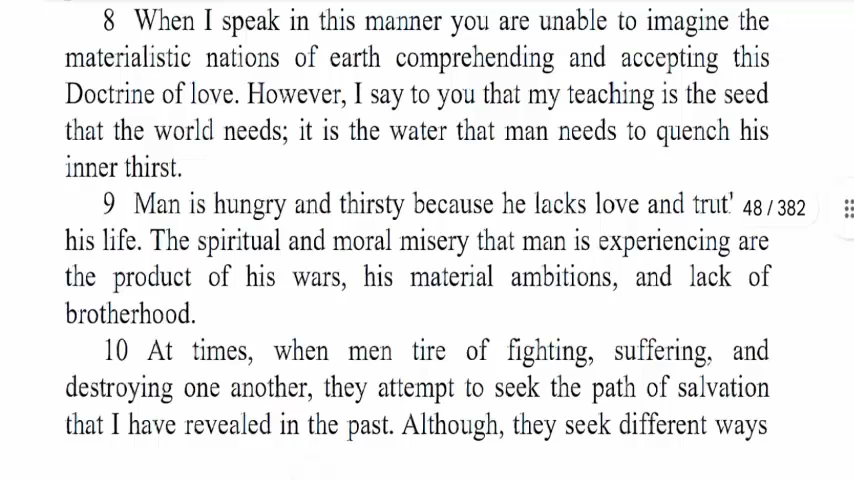 8 When I speak in this manner you are unable to imagine the
materialistic nations of earth comprehending and accepting this
Doctrine of love. However, I say to you that my teaching is the seed
that the world needs; it is the water that man needs to quench his
inner thirst.
9 Man is hungry and thirsty because he lacks love and trut' 48 / 382
his life. The spiritual and moral misery that man is experiencing are
the product of his wars, his material ambitions, and lack of
brotherhood.
10 At times, when men tire of fighting, suffering, and
destroying one another, they attempt to seek the path of salvation
that I have revealed in the past. Although, they seek different ways